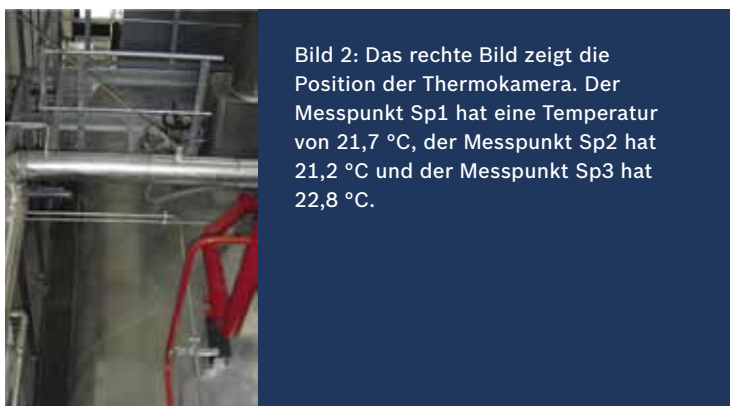 Bild 2: Das rechte Bild zeigt die
Position der Thermokamera. Der
Messpunkt Sp1 hat eine Temperatur
von 21,7 °C, der Messpunkt Sp2 hat
21,2 °C und der Messpunkt Sp3 hat
22,8 °C.